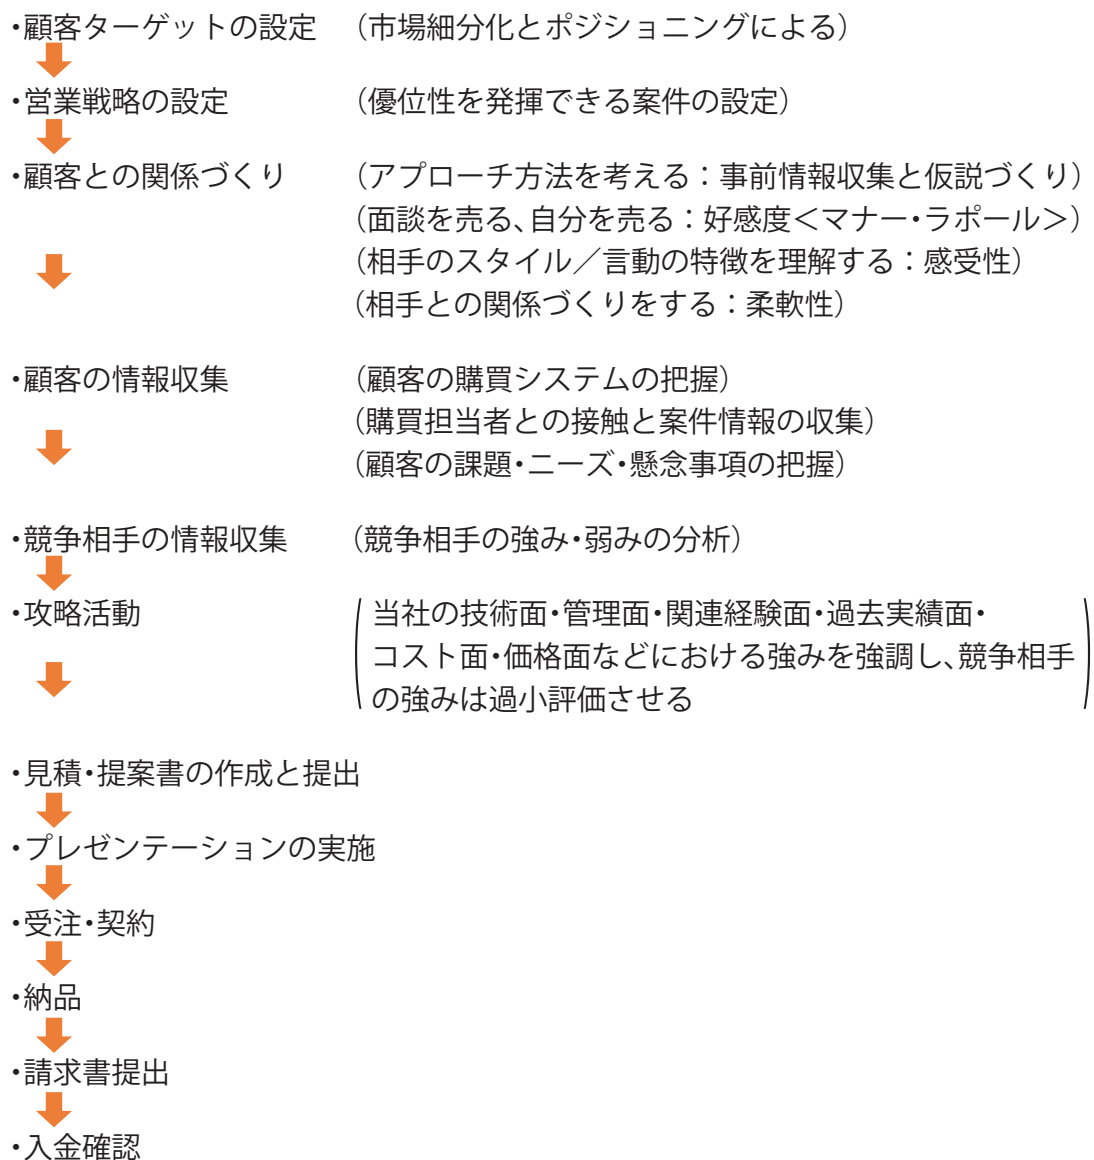 ・顧客ターゲットの設定　（市場細分化とポジショニングによる）
・営業戦略の設定　（優位性を発揮できる案件の設定）
・顧客との関係づくり　（アプローチ方法を考える：事前情報収集と仮説づくり）
（面談を売る、自分を売る：好感度＜マナー・ラポール＞）
（相手のスタイル／言動の特徴を理解する：感受性）
（相手との関係づくりをする：柔軟性）
・顧客の情報収集　（顧客の購買システムの把握）
（購買担当者との接触と案件情報の収集）
（顧客の課題・ニーズ・懸念事項の把握）
・競争相手の情報収集　（競争相手の強み・弱みの分析）
・攻略活動　（当社の技術面・管理面・関連経験面・過去実績面・
コスト面・価格面などにおける強みを強調し、競争相手
の強みは過小評価させる）
・見積・提案書の作成と提出
・プレゼンテーションの実施
・受注・契約
・納品
・請求書提出
・入金確認